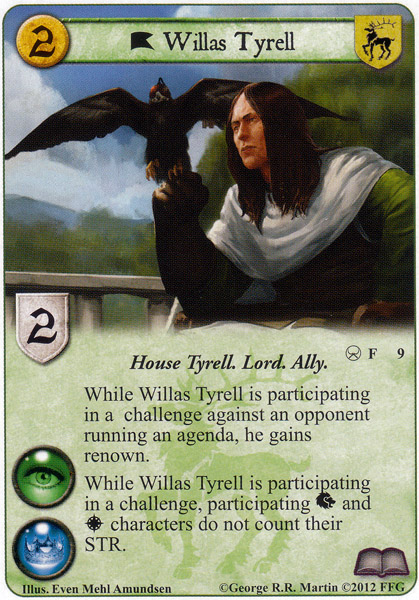 2 Willas Tyrell
2
House Tyrell. Lord. Ally.
F 9
While Willas Tyrell is participating
in a challenge against an opponent
running an agenda, he gains
renown.
While Willas Tyrell is participating
in a challenge, participating and
characters do not count their
STR.
Illus. Even Mehl Amundsen
©George R.R. Martin ©2012 FFG